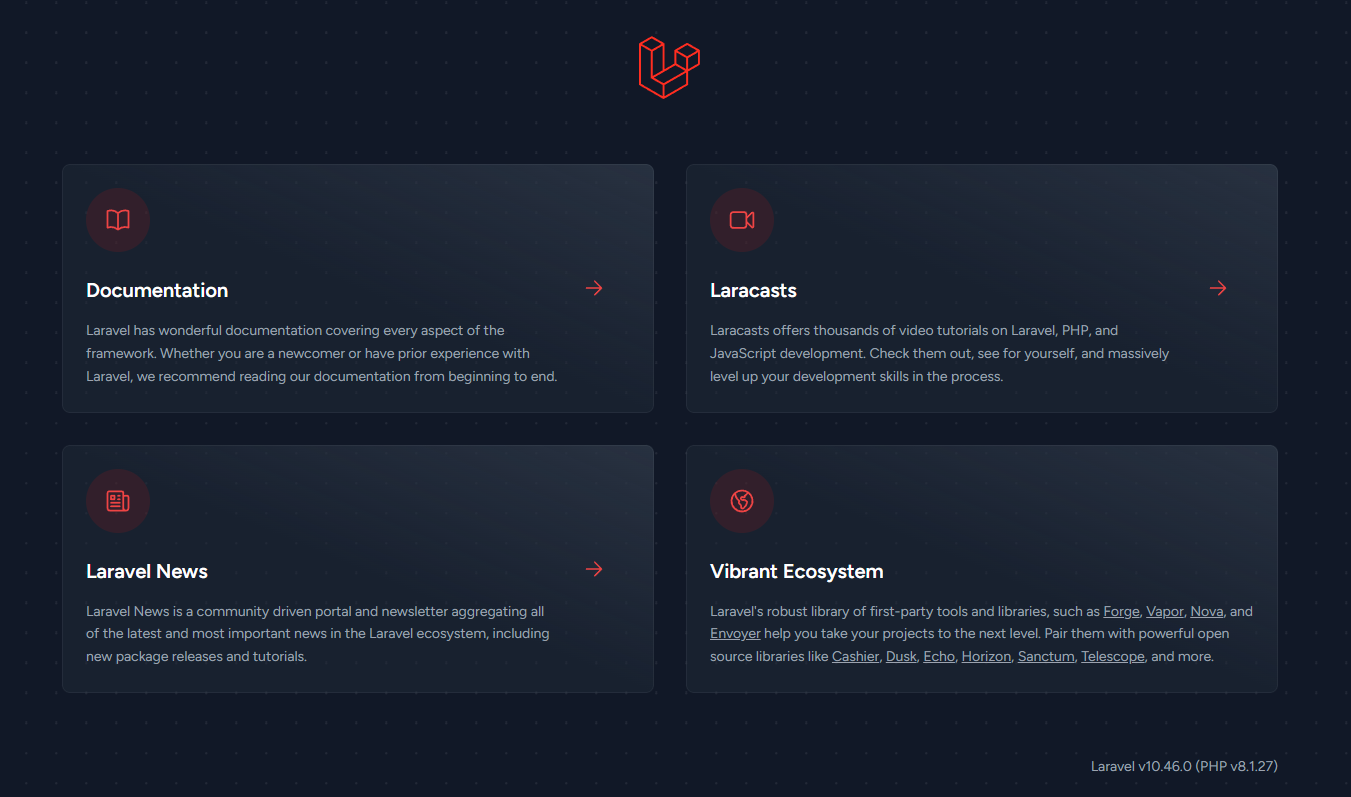 Documentation
Laravel has wonderful documentation covering every aspect of the
framework. Whether you are a newcomer or have prior experience with
Laravel, we recommend reading our documentation from beginning to end.
Laracasts
Laracasts offers thousands of video tutorials on Laravel, PHP, and
JavaScript development. Check them out, see for yourself, and massively
level up your development skills in the process.
Laravel News
Laravel News is a community driven portal and newsletter aggregating all
of the latest and most important news in the Laravel ecosystem, including
new package releases and tutorials.
Vibrant Ecosystem
Laravel's robust library of first-party tools and libraries, such as Forge, Vapor, Nova, and
Envoyer help you take your projects to the next level. Pair them with powerful open
source libraries like Cashier, Dusk, Echo, Horizon, Sanctum, Telescope, and more.
Laravel v10.46.0 (PHP v8.1.27)